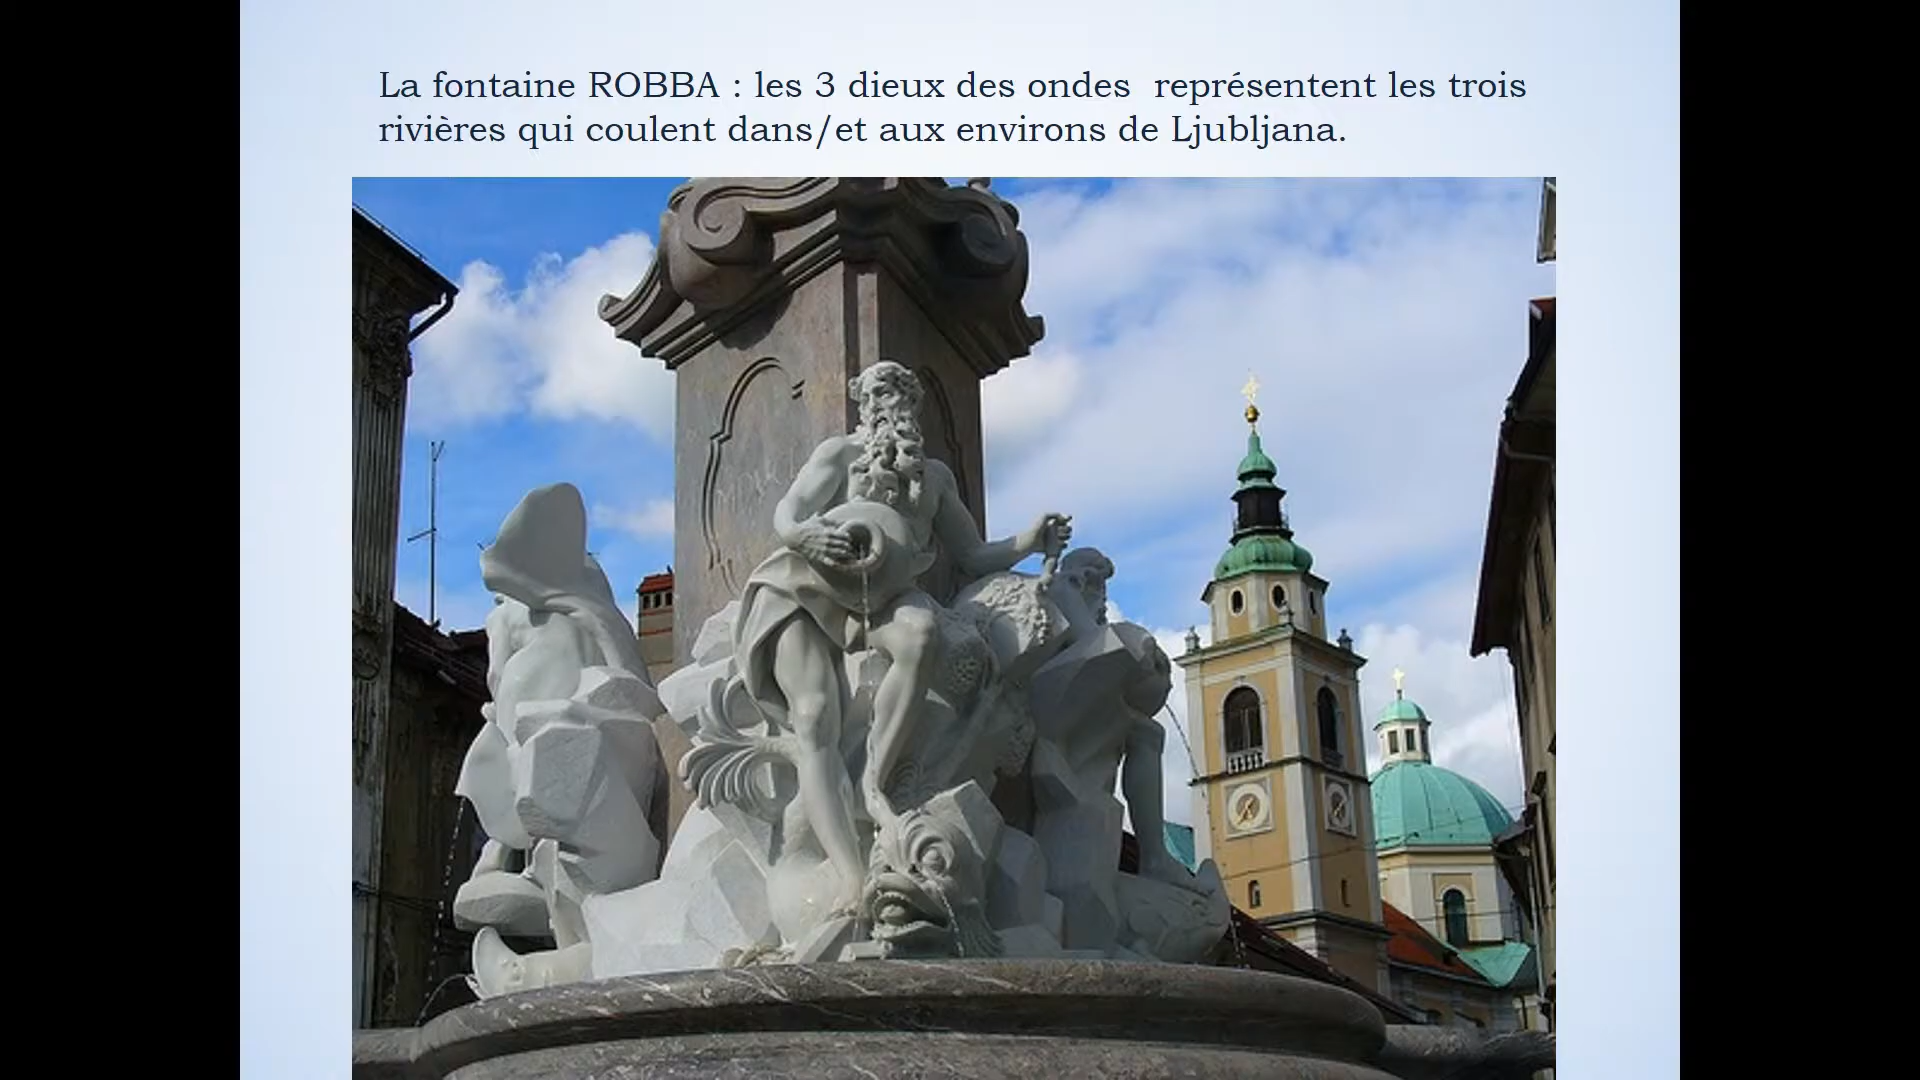 La fontaine ROBBA : les 3 dieux des ondes  représentent les trois
rivières qui coulent dans/et aux environs de Ljubljana.